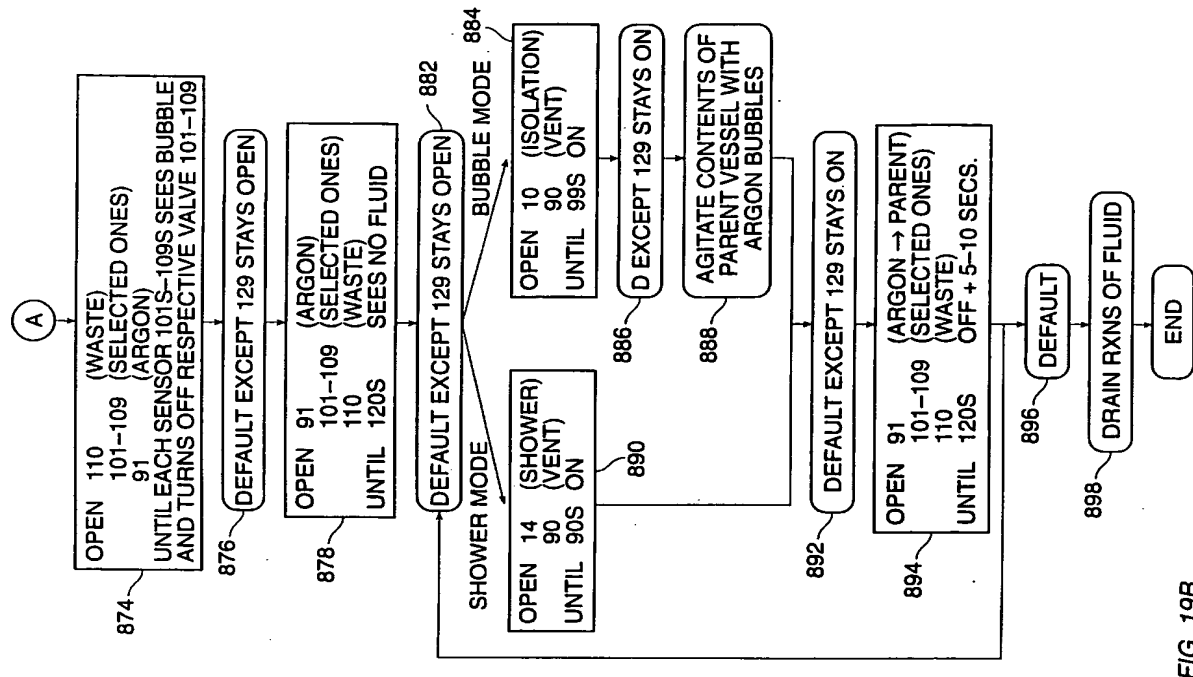 A
OPEN 110 (WASTE)
101–109 (SELECTED ONES)
91 (ARGON)
UNTIL EACH SENSOR 101S–109S SEES BUBBLE
AND TURNS OFF RESPECTIVE VALVE 101-109
874
DEFAULT EXCEPT 129 STAYS OPEN
876
OPEN 91 (ARGON)
101–109 (SELECTED ONES)
110 (WASTE)
UNTIL 120S SEES NO FLUID
878
DEFAULT EXCEPT 129 STAYS OPEN
882
SHOWER MODE
BUBBLE MODE
OPEN 14 (SHOWER)
90 (VENT)
UNTIL 90S ON
890
OPEN 10 (ISOLATION)
90 (VENT)
UNTIL 99S ON
884
D EXCEPT 129 STAYS ON
886
AGITATE CONTENTS OF
PARENT VESSEL WITH
ARGON BUBBLES
888
DEFAULT EXCEPT 129 STAYS ON
892
OPEN 91 (ARGON → PARENT)
101–109 (SELECTED ONES)
110 (WASTE)
UNTIL 120S OFF + 5–10 SECS.
894
DEFAULT
896
DRAIN RXNS OF FLUID
898
END
FIG. 19B